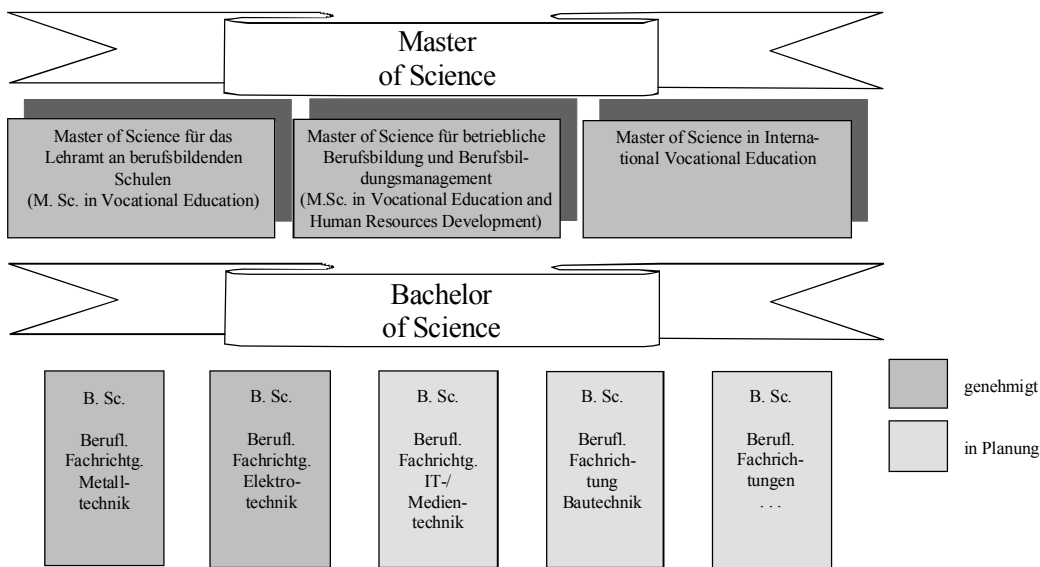 Master
of Science
Master of Science für das
Lehramt an berufsbildenden
Schulen
(M. Sc. in Vocational Education)
Master of Science für betriebliche
Berufsbildung und Berufsbil-
dungsmanagement
(M.Sc. in Vocational Education and
Human Resources Development)
Master of Science in Interna-
tional Vocational Education
Bachelor
of Science
B. Sc.
Berufl.
Fachrichtg.
Metall-
technik
B. Sc.
Berufl.
Fachrichtg.
Elektro-
technik
B. Sc.
Berufl.
Fachrichtg.
IT-/
Medien-
technik
B. Sc.
Berufl.
Fachrich-
tung
Bautechnik
B. Sc.
Berufl.
Fachrich-
tungen
. . .
genehmigt
in Planung